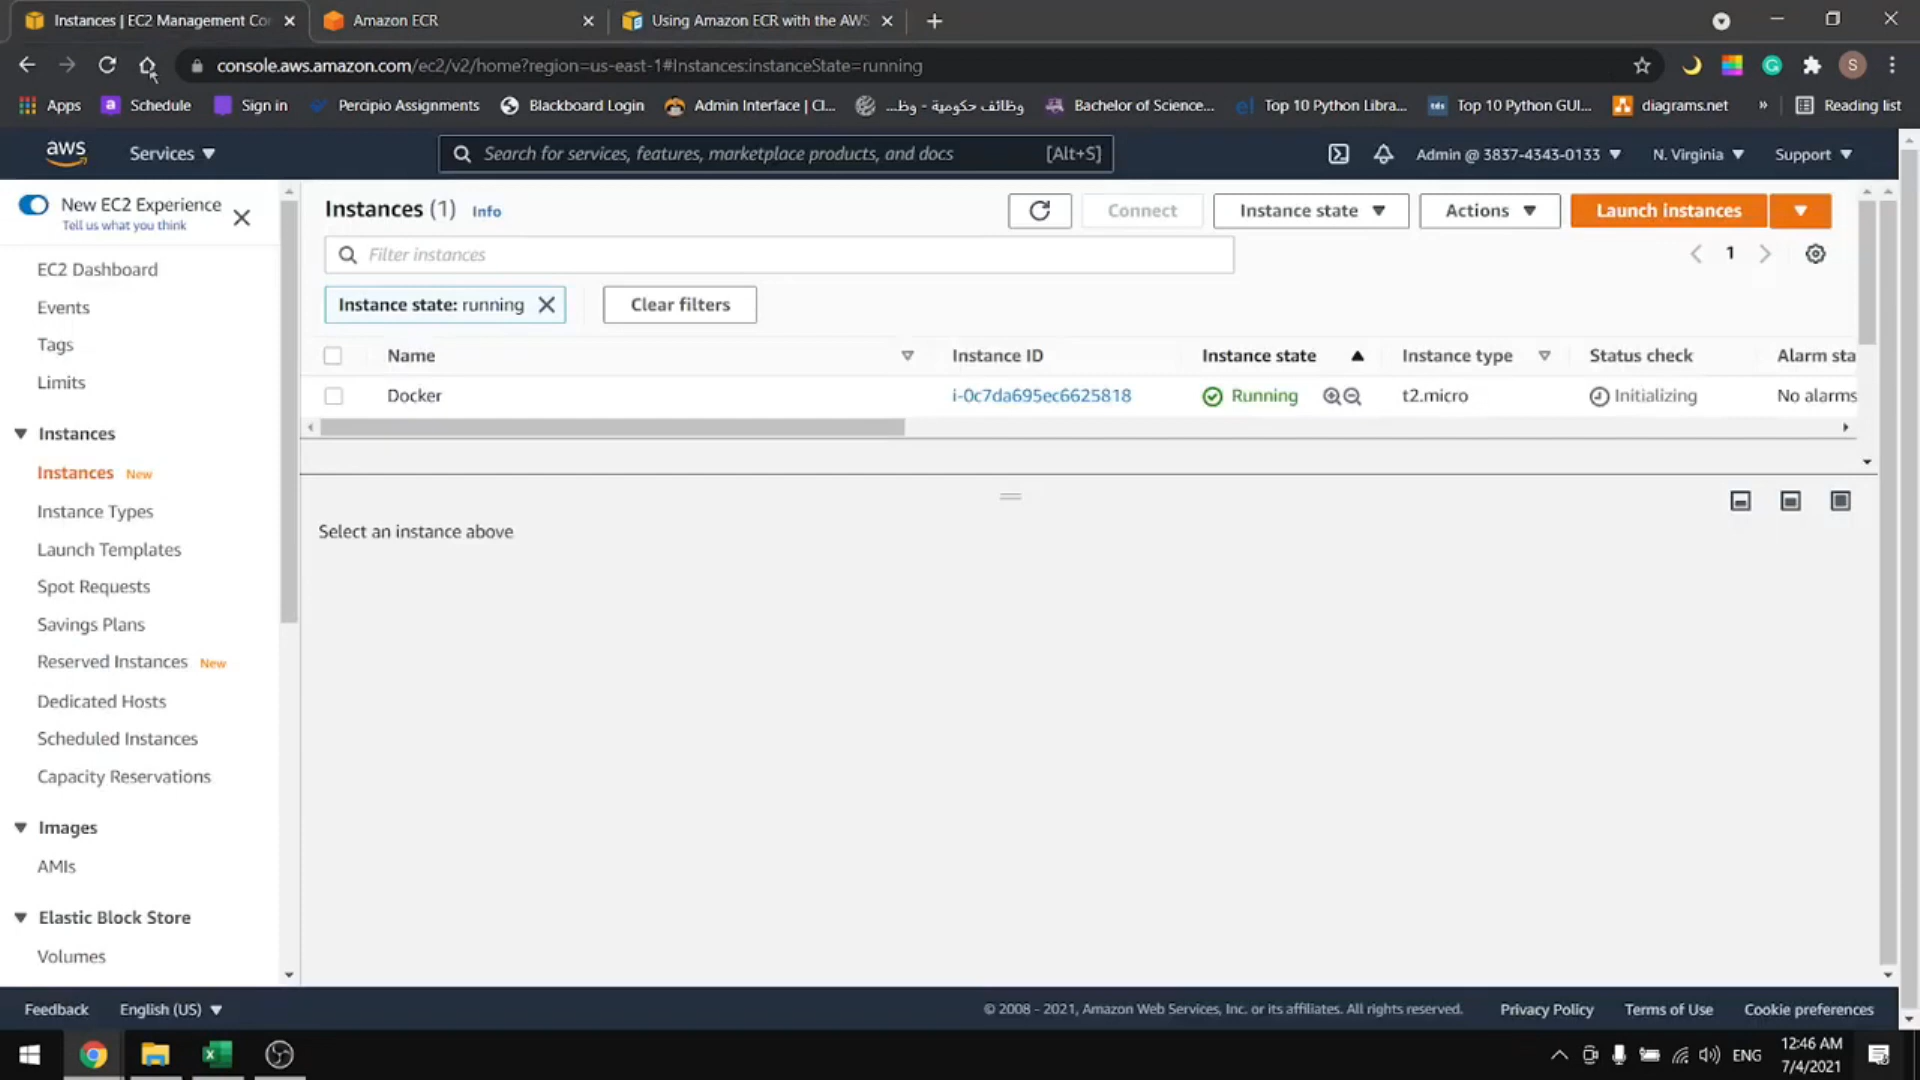 Instances | EC2 Management Co
Amazon ECR
Using Amazon ECR with the AWS
console.aws.amazon.com/ec2/v2/home?region=us-east-1#Instances:instanceState=running
S
Apps
a Schedule
Sign in
Percipio Assignments
Blackboard Login
Admin Interface | Cl...
وظائف حكومية - وظ...
Bachelor of Science...
Top 10 Python Libra...
Top 10 Python GUI...
diagrams.net
»
Reading list
aws
Services
Search for services, features, marketplace products, and docs
[Alt+S]
Admin @ 3837-4343-0133
N. Virginia
Support
New EC2 Experience
Tell us what you think
EC2 Dashboard
Events
Tags
Limits
Instances
Instances New
Instance Types
Launch Templates
Spot Requests
Savings Plans
Reserved Instances New
Dedicated Hosts
Scheduled Instances
Capacity Reservations
Images
AMIs
Elastic Block Store
Volumes
Instances (1) Info
Connect
Instance state
Actions
Launch instances
Filter instances
1
Instance state: running
Clear filters
Name
Instance ID
Instance state
Instance type
Status check
Alarm sta
Docker
i-0c7da695ec6625818
Running
t2.micro
Initializing
No alarms
Select an instance above
Feedback
English (US)
© 2008 - 2021, Amazon Web Services, Inc. or its affiliates. All rights reserved.
Privacy Policy
Terms of Use
Cookie preferences
ENG
12:46 AM
7/4/2021